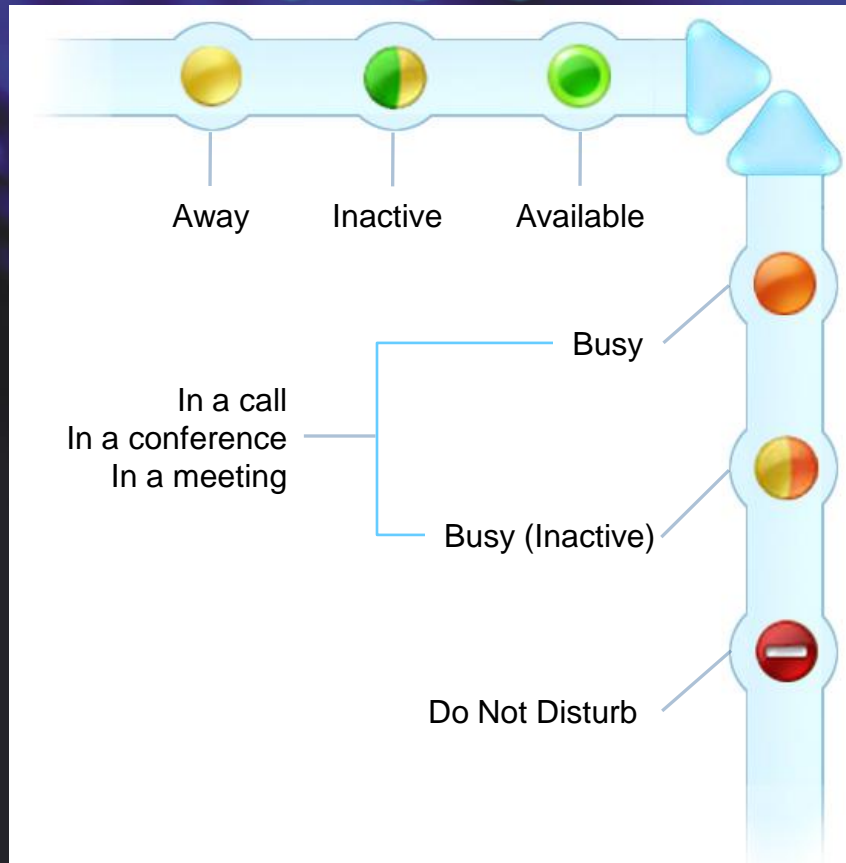 Away
Inactive
Available
Busy
In a call
In a conference
In a meeting
Busy (Inactive)
Do Not Disturb